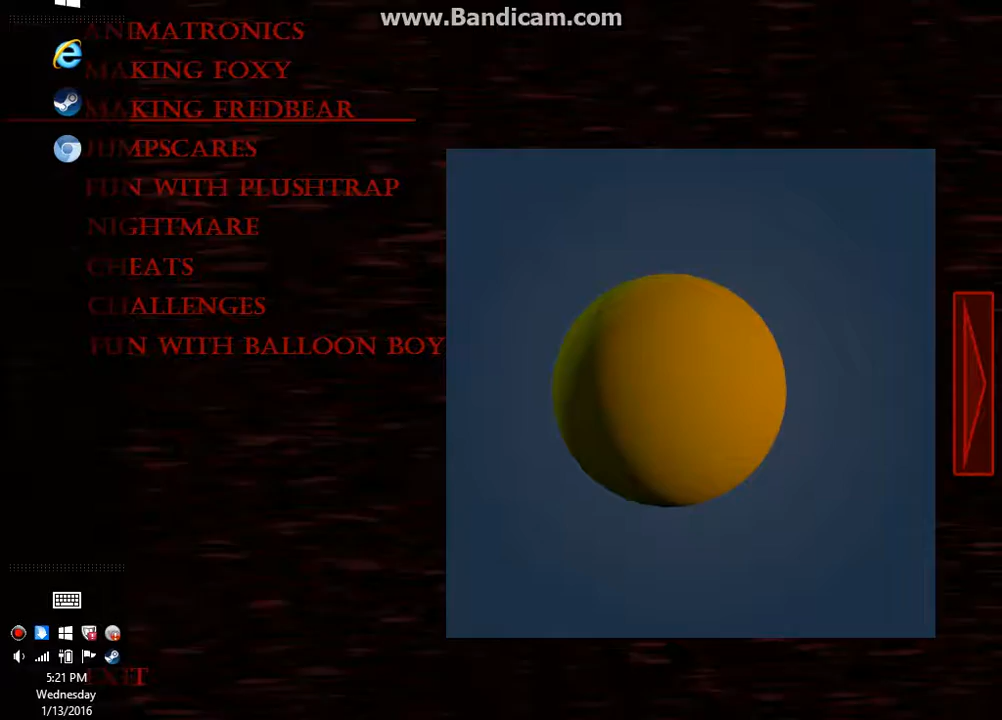 www.Bandicam.com
ANIMATRONICS
MAKING FOXY
MAKING FREDBEAR
JUMPSCARES
FUN WITH PLUSHTRAP
NIGHTMARE
CHEATS
CHALLENGES
FUN WITH BALLOON BOY
EXIT
5:21 PM
Wednesday
1/13/2016